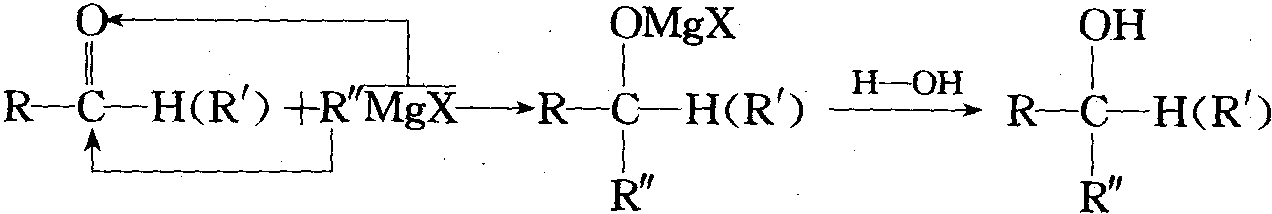 O OMgX OH
R—C—H(R′) + R″MgX → R—C—H(R′) H—OH → R—C—H(R′)
R″ R″